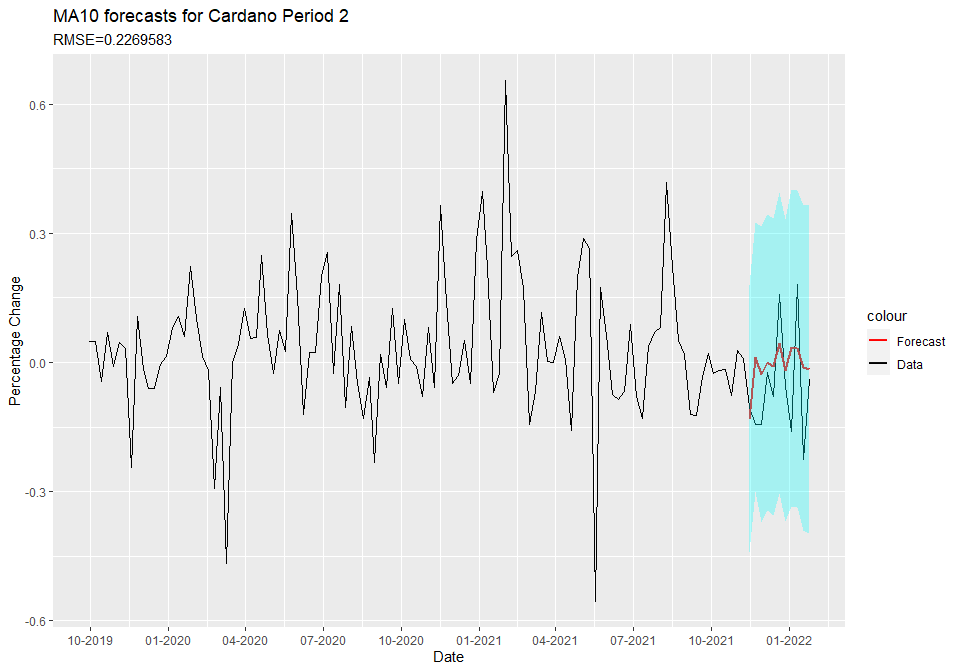 MA10 forecasts for Cardano Period 2
RMSE=0.2269583
Percentage Change
0.6
0.3
0.0
-0.3
-0.6
10-2019 01-2020 04-2020 07-2020 10-2020 01-2021 04-2021 07-2021 10-2021 01-2022
Date
colour
Forecast
Data